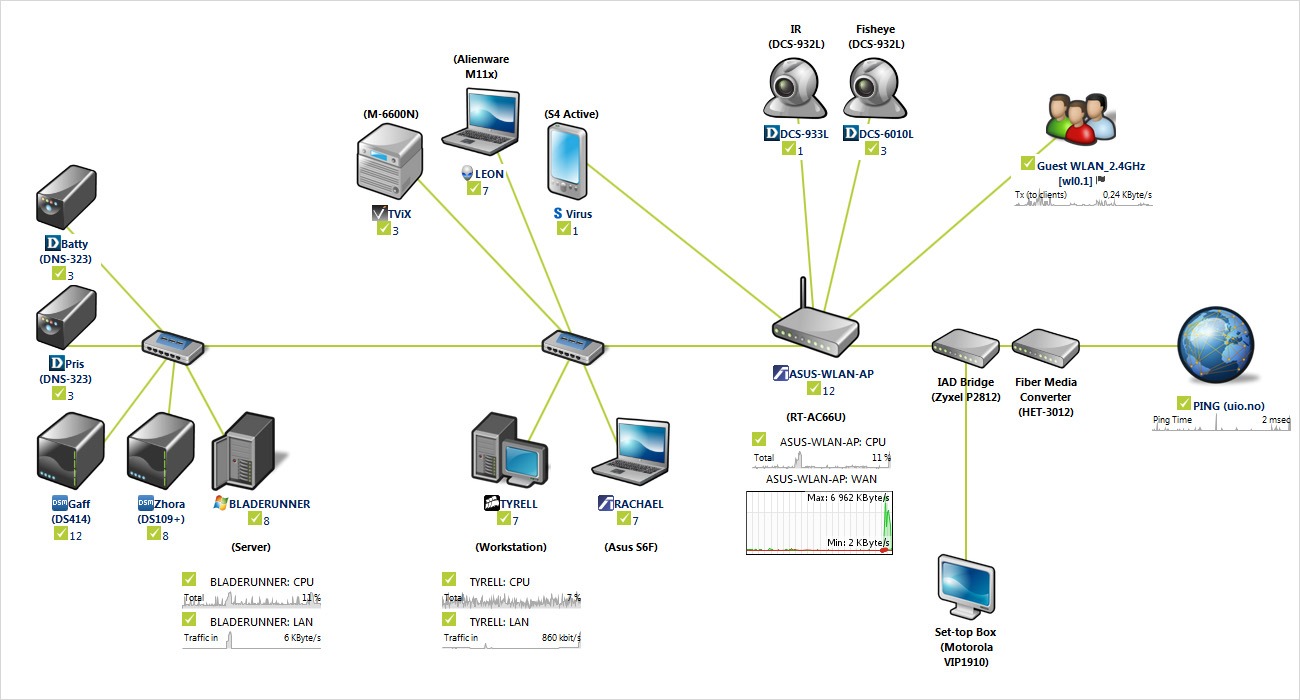 IR
(DCS-932L)
Fisheye
(DCS-932L)
DCS-933L
1
DCS-6010L
3
(Alienware
M11x)
LEON
7
(M-6600N)
TViX
3
(S4 Active)
Virus
1
Guest WLAN_2.4GHz
[wl0.1]
Tx (to clients) 0,24 KByte/s
Batty
(DNS-323)
3
Pris
(DNS-323)
3
ASUS-WLAN-AP
12
(RT-AC66U)
ASUS-WLAN-AP: CPU
Total 11 %
ASUS-WLAN-AP: WAN
Max: 6 962 KByte/s
Min: 2 KByte/s
IAD Bridge
(Zyxel P2812)
Fiber Media
Converter
(HET-3012)
PING (uio.no)
Ping Time 2 msec
DSM Gaff
(DS414)
12
DSM Zhora
(DS109+)
8
BLADERUNNER
8
(Server)
TYRELL
7
(Workstation)
RACHAEL
7
(Asus S6F)
BLADERUNNER: CPU
Total 11 %
BLADERUNNER: LAN
Traffic in 6 KByte/s
TYRELL: CPU
Total 7 %
TYRELL: LAN
Traffic in 860 kbit/s
Set-top Box
(Motorola
VIP1910)